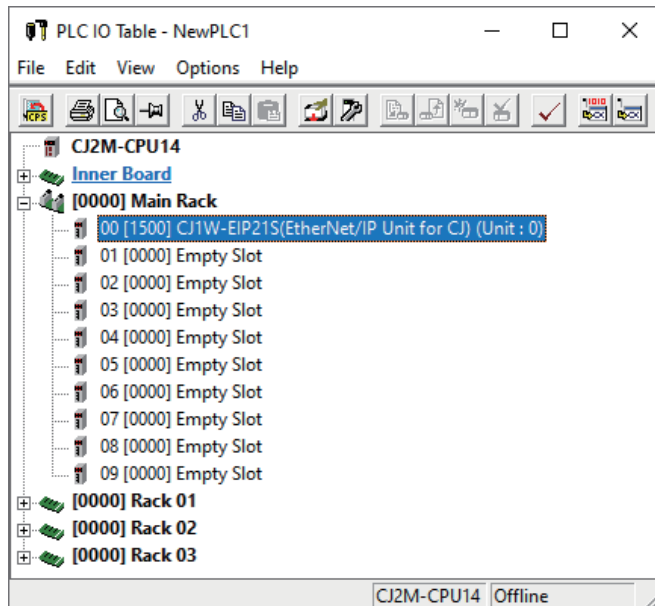 PLC IO Table - NewPLC1
File Edit View Options Help
CPS
CJ2M-CPU14
Inner Board
[0000] Main Rack
00 [1500] CJ1W-EIP21S(EtherNet/IP Unit for CJ) (Unit : 0)
01 [0000] Empty Slot
02 [0000] Empty Slot
03 [0000] Empty Slot
04 [0000] Empty Slot
05 [0000] Empty Slot
06 [0000] Empty Slot
07 [0000] Empty Slot
08 [0000] Empty Slot
09 [0000] Empty Slot
[0000] Rack 01
[0000] Rack 02
[0000] Rack 03
CJ2M-CPU14 Offline